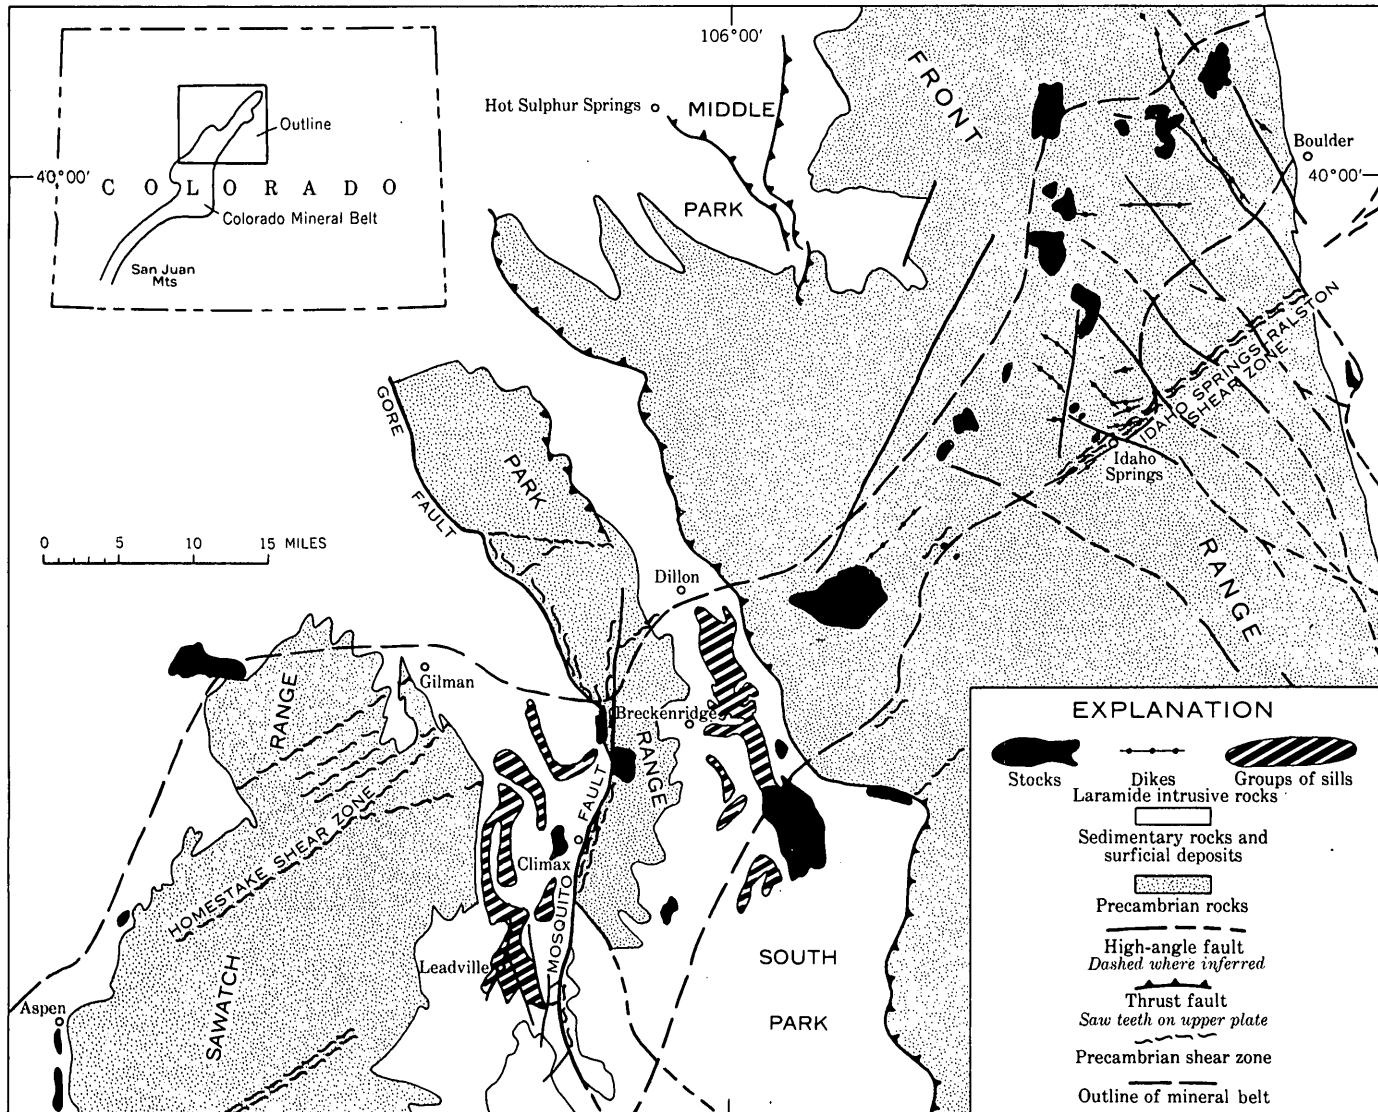 106°00'
FRONT
Hot Sulphur Springs
MIDDLE
Outline
Boulder
40°00'
COLORADO
40°00'
Colorado Mineral Belt
PARK
San Juan
Mts
IDAHO SPRINGS-RALSTON
SHEAR ZONE
GORE
FAULT
PARK
Idaho
Springs
0 5 10 15 MILES
RANGE
Dillon
Gilman
RANGE
Breckenridge
RANGE
EXPLANATION
Stocks
Dikes
Groups of sills
Laramide intrusive rocks
Sedimentary rocks and
surficial deposits
Precambrian rocks
High-angle fault
Dashed where inferred
Thrust fault
Saw teeth on upper plate
Precambrian shear zone
Outline of mineral belt
HOMESTAKE SHEAR ZONE
Climax
MOSQUITO FAULT
Leadville
SOUTH
PARK
Aspen
SAWATCH